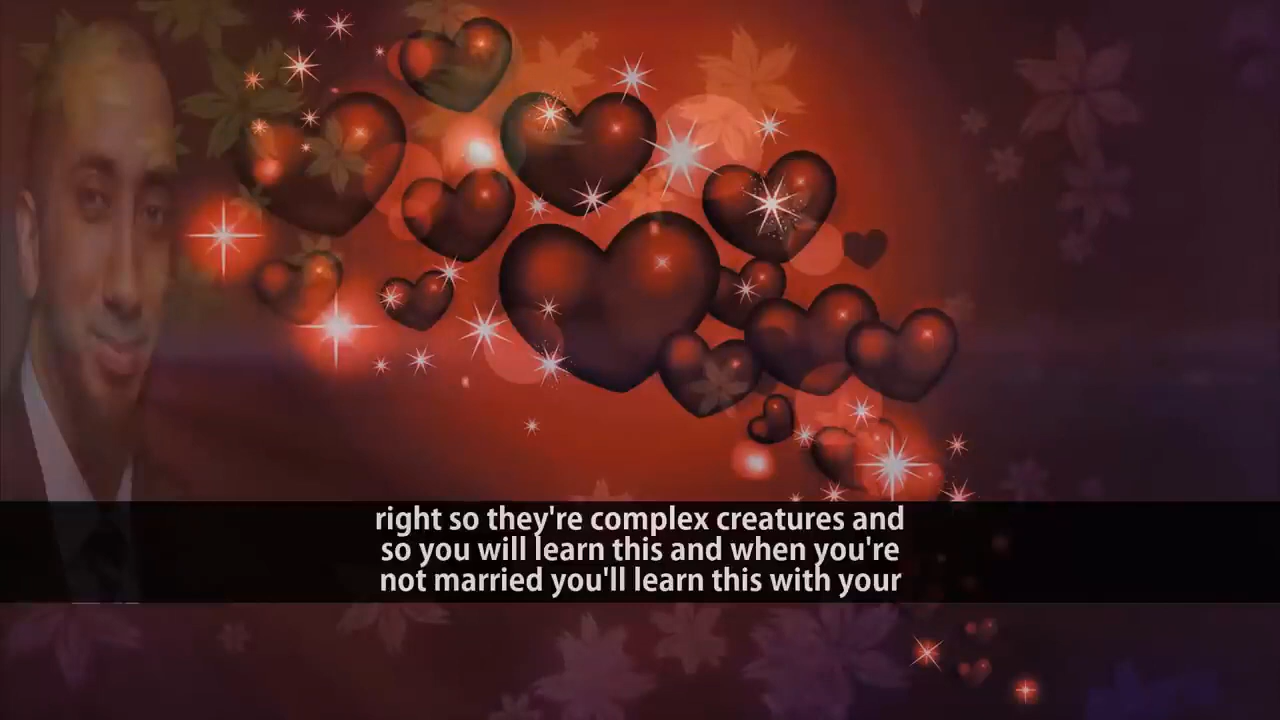 right so they're complex creatures and
so you will learn this and when you're
not married you'll learn this with your